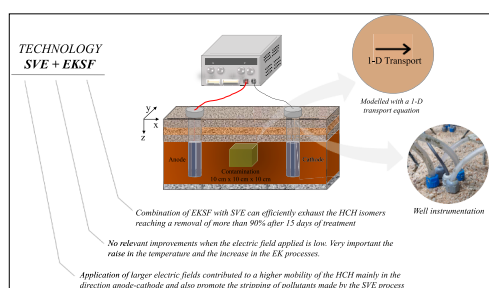 TECHNOLOGY
SVE + EKSF
1-D Transport
Modelled with a 1-D
transport equation
y
x
z
Anode
Cathode
Contamination
10 cm x 10 cm x 10 cm
Well instrumentation
Combination of EKSF with SVE can efficiently exhaust the HCH isomers
reaching a removal of more than 90% after 15 days of treatment
No relevant improvements when the electric field applied is low. Very important the
raise in the temperature and the increase in the EK processes.
Application of larger electric fields contributed to a higher mobility of the HCH mainly in the
direction anode-cathode and also promote the stripping of pollutants made by the SVE process